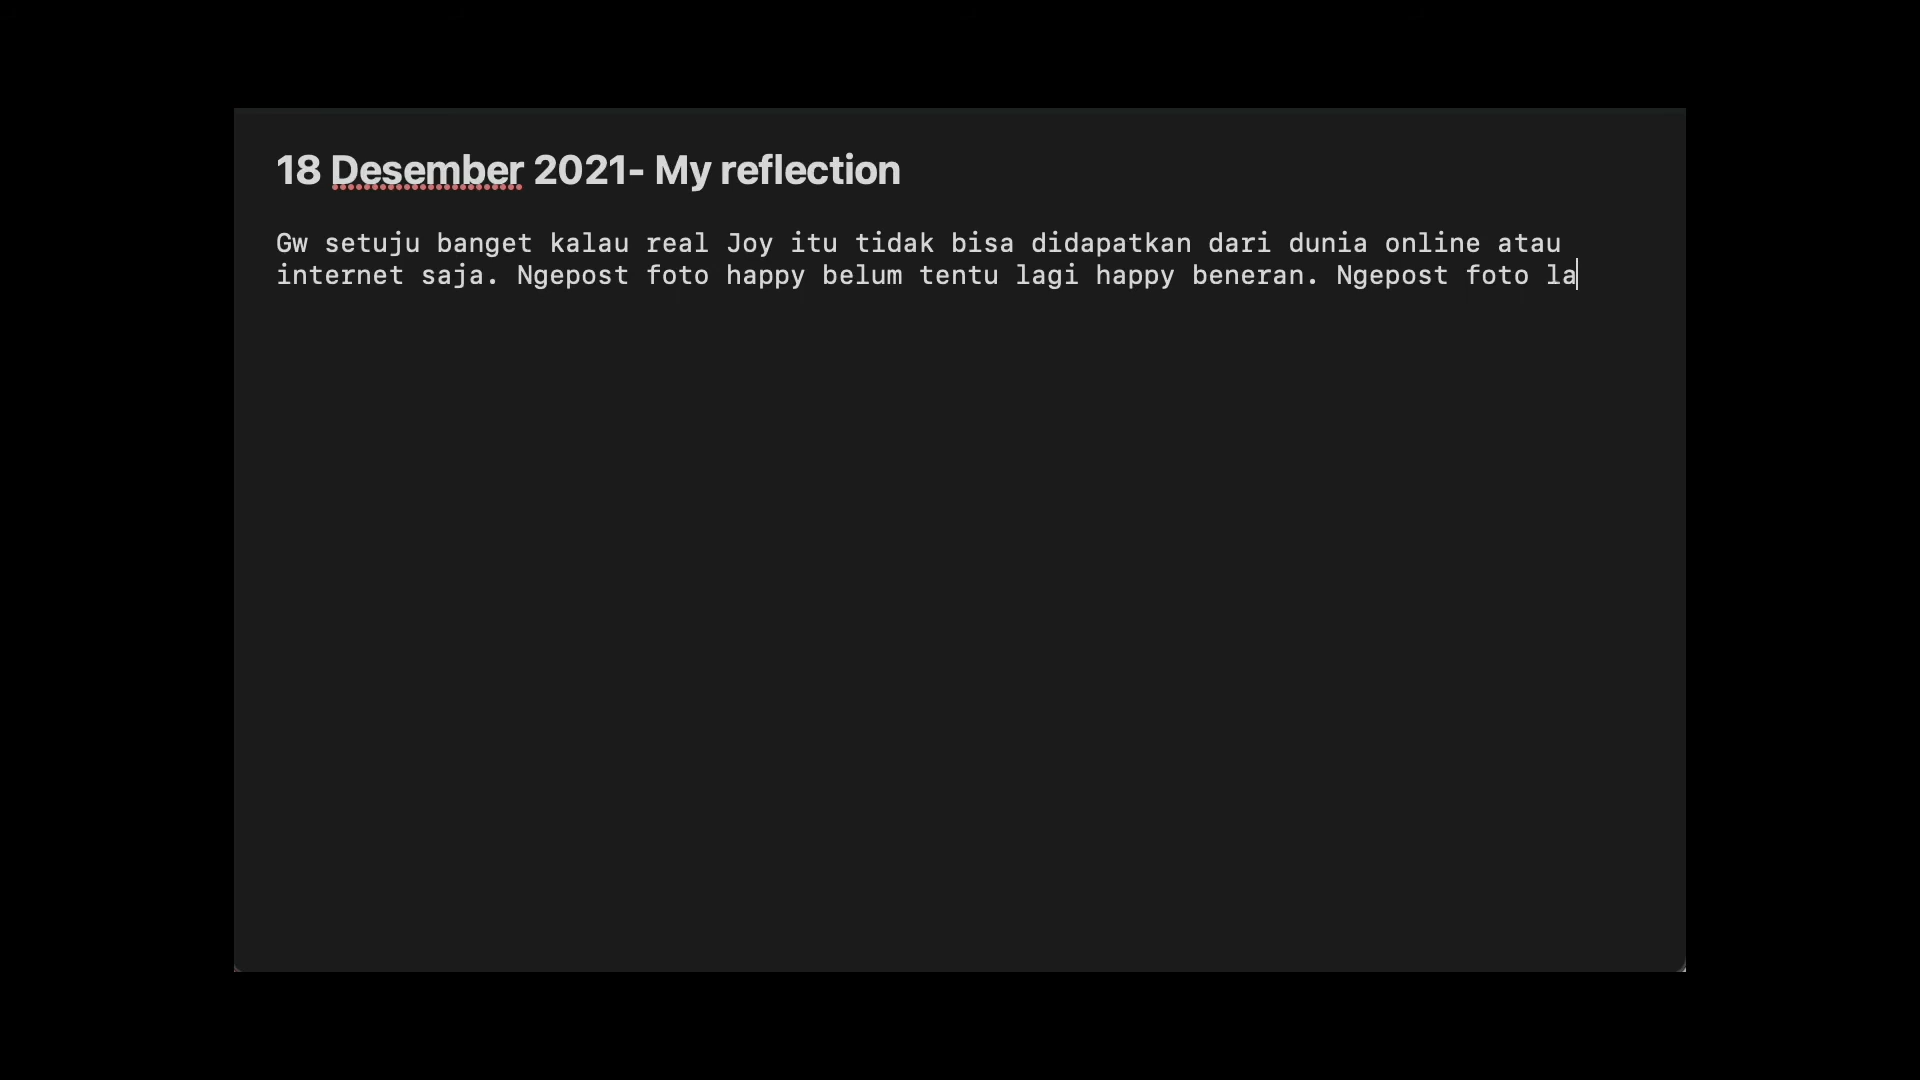 18 Desember 2021- My reflection
Gw setuju banget kalau real Joy itu tidak bisa didapatkan dari dunia online atau
internet saja. Ngepost foto happy belum tentu lagi happy beneran. Ngepost foto la